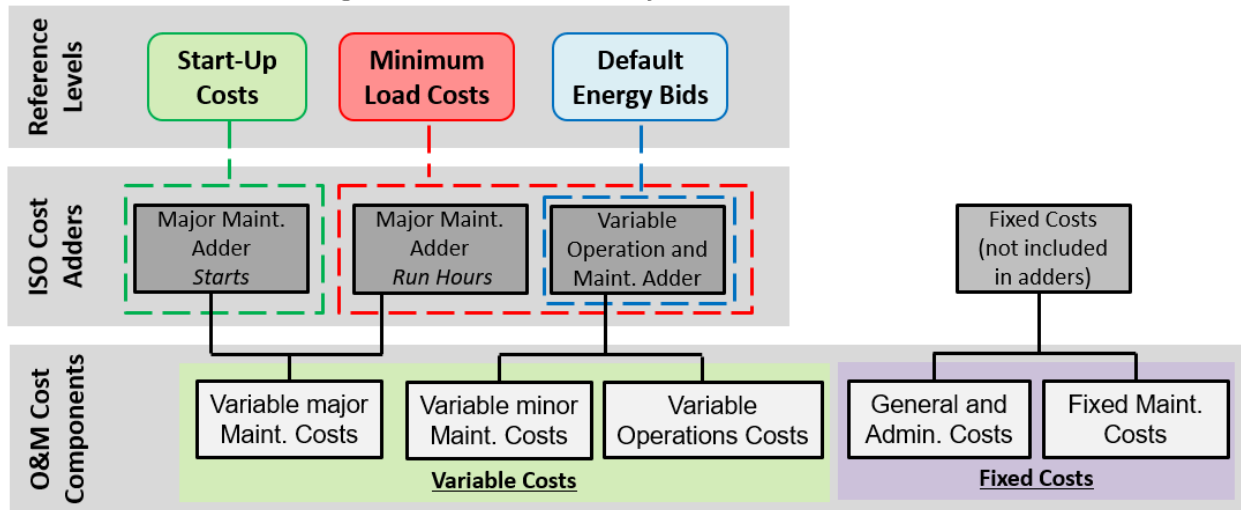 Reference
Levels
Start-Up
Costs
Minimum
Load Costs
Default
Energy Bids
ISO Cost
Adders
Major Maint.
Adder
Starts
Major Maint.
Adder
Run Hours
Variable
Operation and
Maint. Adder
Fixed Costs
(not included
in adders)
O&M Cost
Components
Variable major
Maint. Costs
Variable minor
Maint. Costs
Variable
Operations Costs
General and
Admin. Costs
Fixed Maint.
Costs
Variable Costs
Fixed Costs